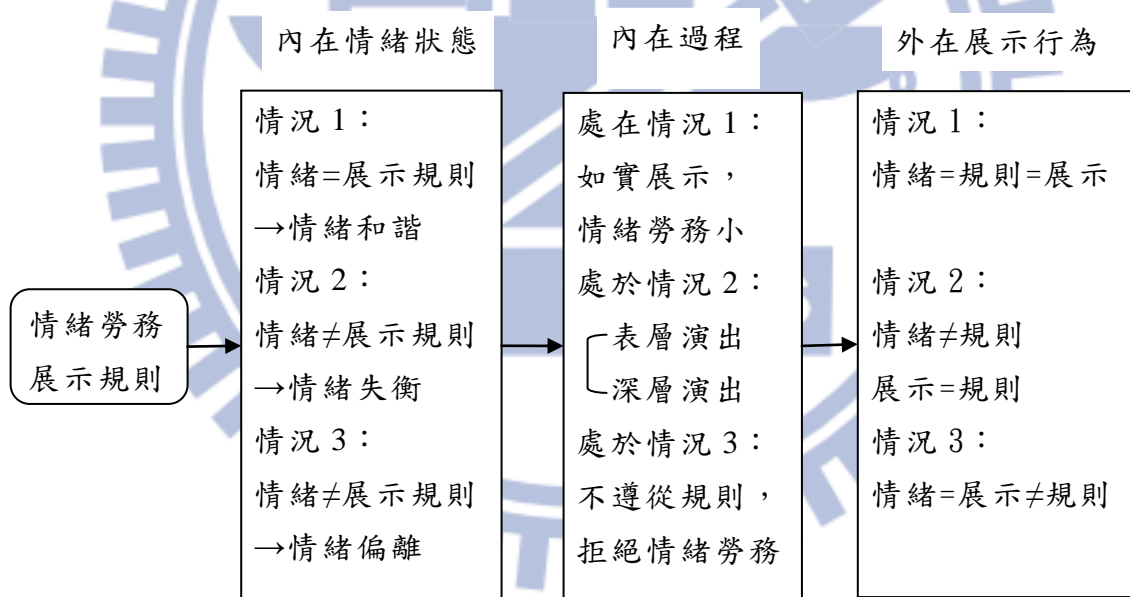 內在情緒狀態
內在過程
外在展示行為
情緒勞務
展示規則
情況 1：
情緒=展示規則
→情緒和諧
情況 2：
情緒≠展示規則
→情緒失衡
情況 3：
情緒≠展示規則
→情緒偏離
處在情況 1：
如實展示，
情緒勞務小
處於情況 2：
表層演出
深層演出
處於情況 3：
不遵從規則，
拒絕情緒勞務
情況 1：
情緒=規則=展示
情況 2：
情緒≠規則
展示=規則
情況 3：
情緒=展示≠規則